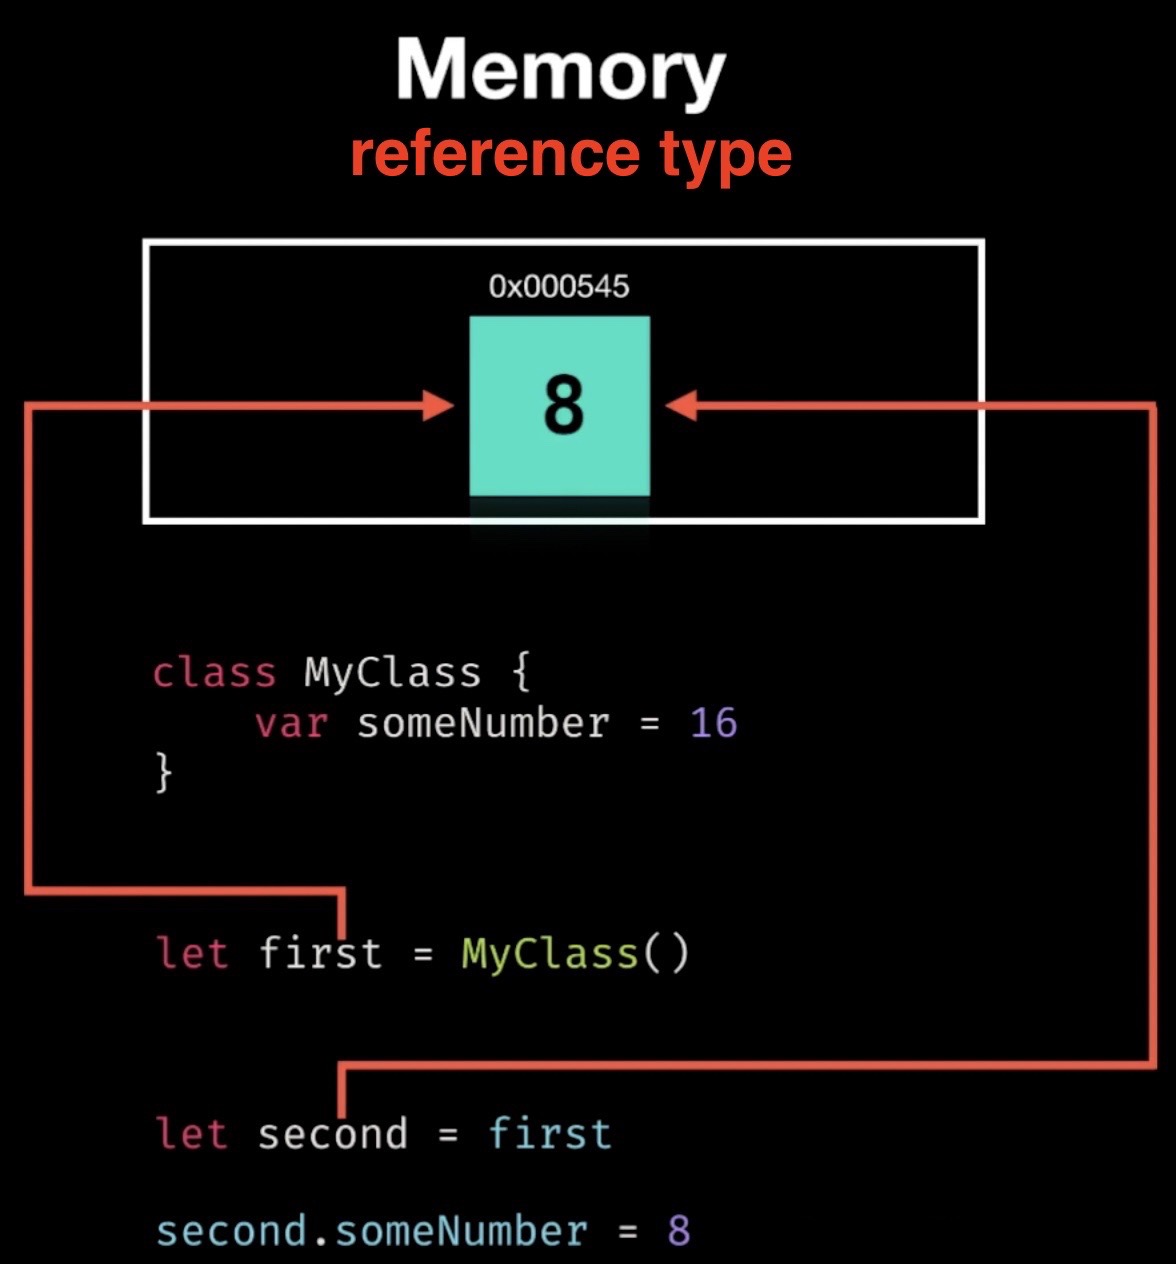 Memory
reference type
0x000545
8
class MyClass {
    var someNumber = 16
}
let first = MyClass()
let second = first
second.someNumber = 8